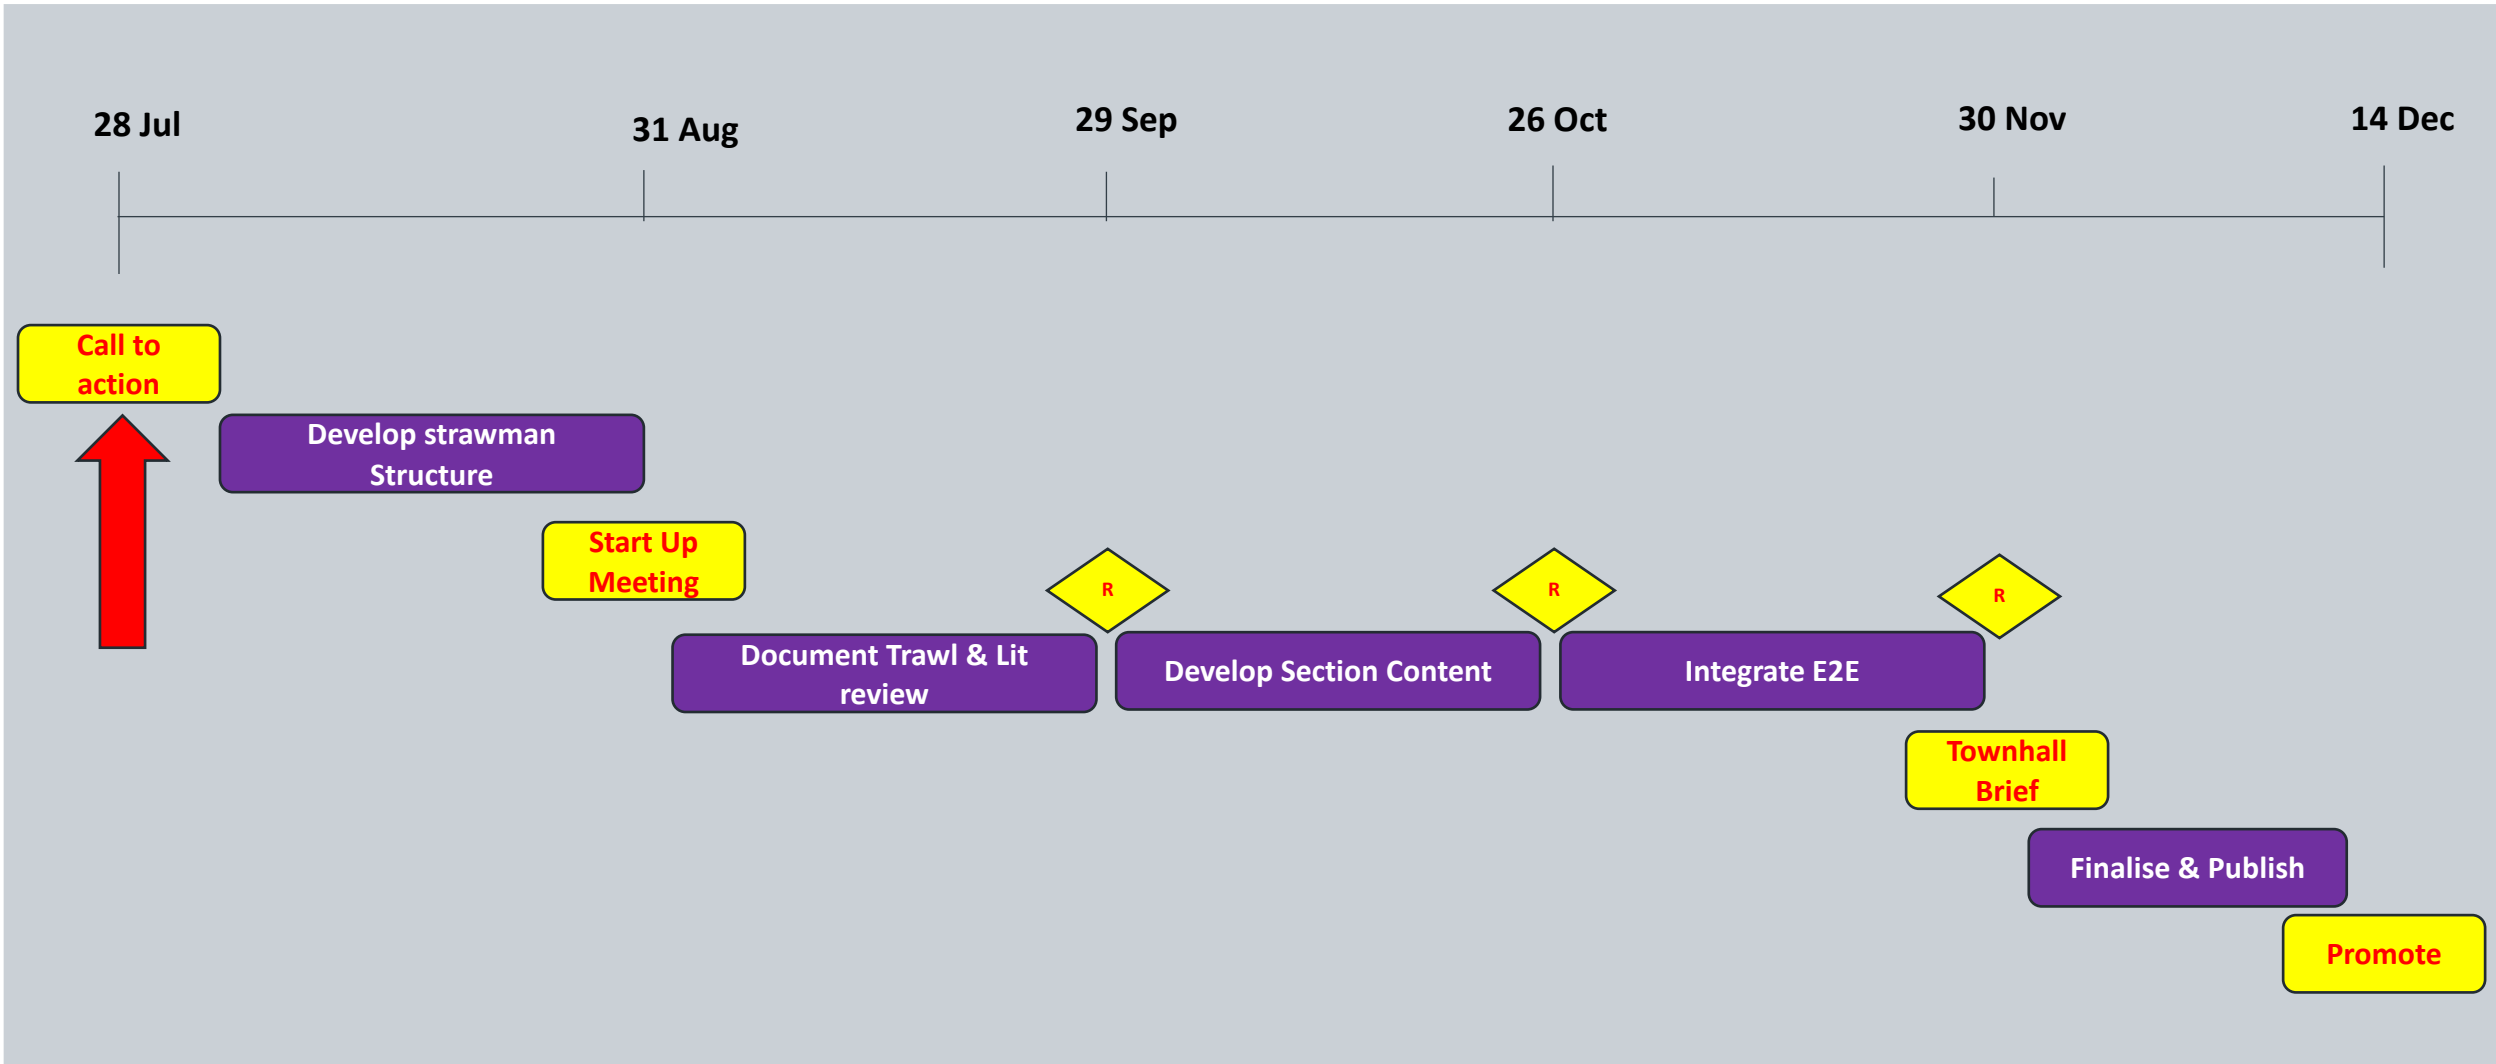 28 Jul
31 Aug
29 Sep
26 Oct
30 Nov
14 Dec
Call to
action
Develop strawman
Structure
Start Up
Meeting
R
R
R
Document Trawl & Lit
review
Develop Section Content
Integrate E2E
Townhall
Brief
Finalise & Publish
Promote